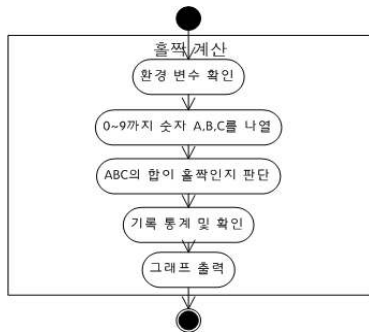 홀짝 계산
환경 변수 확인
0~9까지 숫자 A,B,C를 나열
ABC의 합이 홀짝인지 판단
기록 통계 및 확인
그래프 출력